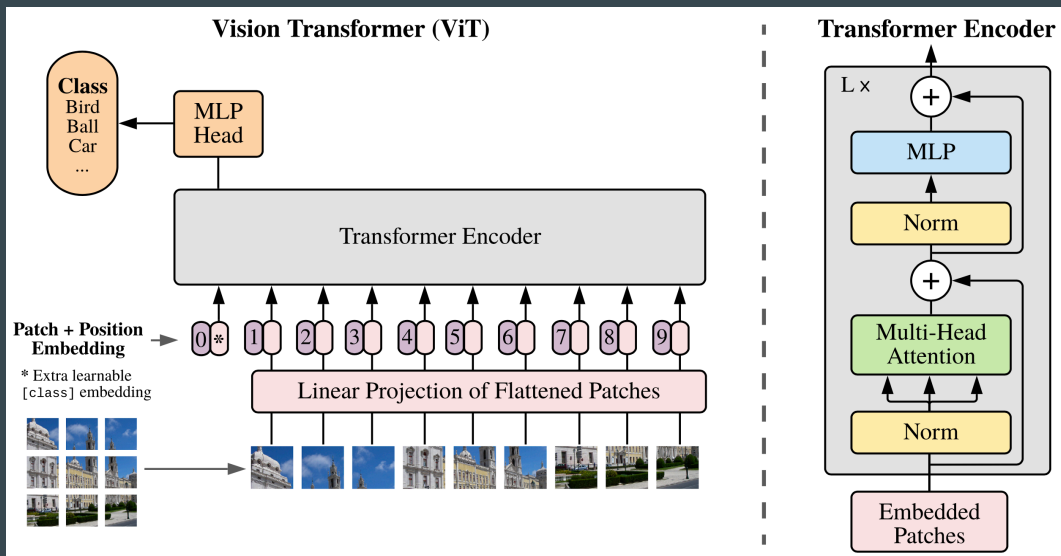 Vision Transformer (ViT)
Class
Bird
Ball
Car
...
MLP
Head
Transformer Encoder
Patch + Position
Embedding
* Extra learnable
[class] embedding
0 * 1 2 3 4 5 6 7 8 9
Linear Projection of Flattened Patches
Transformer Encoder
L ×
+
MLP
Norm
+
Multi-Head
Attention
Norm
Embedded
Patches